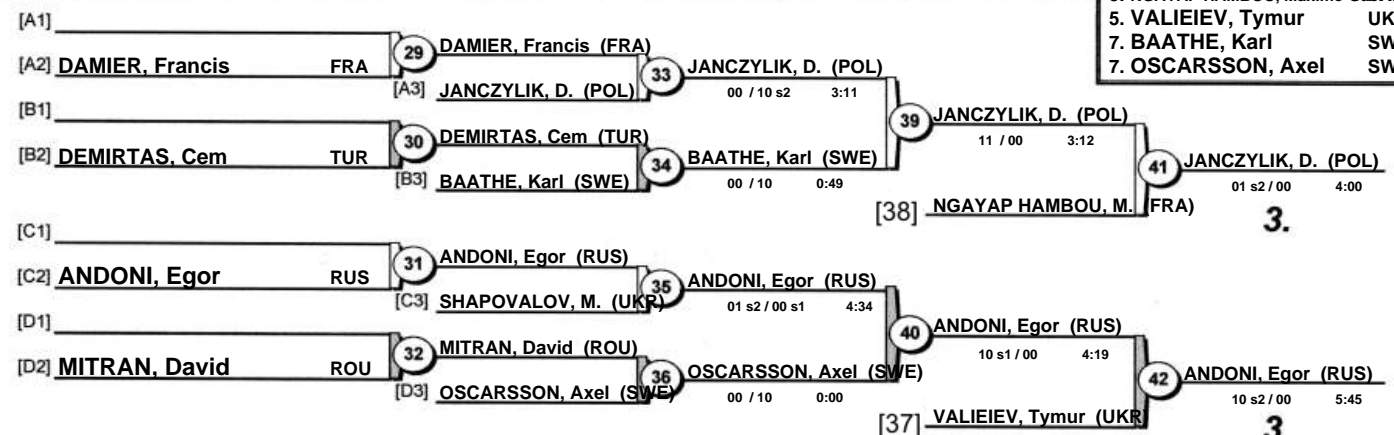 5. VALIEIEV, Tymur UK
7. BAATHE, Karl SW
7. OSCARSSON, Axel SW
[A1]
[A2] DAMIER, Francis FRA
29 DAMIER, Francis (FRA)
[A3] JANCZYLIK, D. (POL)
33 JANCZYLIK, D. (POL)
00 / 10 s2 3:11
[B1]
[B2] DEMIRTAS, Cem TUR
30 DEMIRTAS, Cem (TUR)
[B3] BAATHE, Karl (SWE)
34 BAATHE, Karl (SWE)
00 / 10 0:49
39 JANCZYLIK, D. (POL)
11 / 00 3:12
[38] NGAYAP HAMBOU, M. (FRA)
41 JANCZYLIK, D. (POL)
01 s2 / 00 4:00
3.
[C1]
[C2] ANDONI, Egor RUS
31 ANDONI, Egor (RUS)
[C3] SHAPOVALOV, M. (UKR)
35 ANDONI, Egor (RUS)
01 s2 / 00 s1 4:34
[D1]
[D2] MITRAN, David ROU
32 MITRAN, David (ROU)
[D3] OSCARSSON, Axel (SWE)
36 OSCARSSON, Axel (SWE)
00 / 10 0:00
40 ANDONI, Egor (RUS)
10 s1 / 00 4:19
[37] VALIEIEV, Tymur (UKR)
42 ANDONI, Egor (RUS)
10 s2 / 00 5:45
3